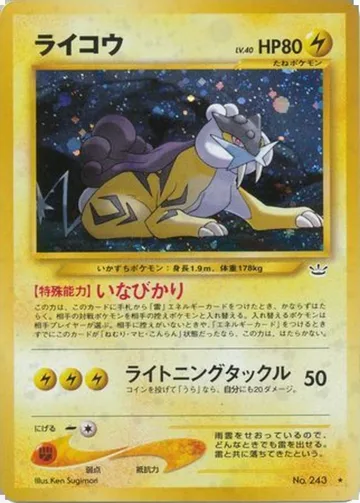 ライコウ
LV.40 HP80
たねポケモン
いかずちポケモン：身長1.9m、体重178kg
【特殊能力】いなびかり
この力は、このカードに手札から「雷」エネルギーカードをつけたとき、かならずはたらく。相手の対戦ポケモンを相手の控えポケモンと入れ替える。入れ替えるポケモンは相手プレイヤーが選ぶ。相手に控えポケモンがいないとき、「エネルギーカード」をつけるときすでにこのカードが「ねむり・マヒ・こんらん」状態だったなら、この力は、はたらかない。
ライトニングタックル 50
コインを投げて「うら」なら、自分にも20ダメージ。
にげる
弱点
抵抗力
雨雲をせおっているので、
どんなときでも雷を出せる。
雷と共に落ちてきたという。
Illus.Ken Sugimori
No.243